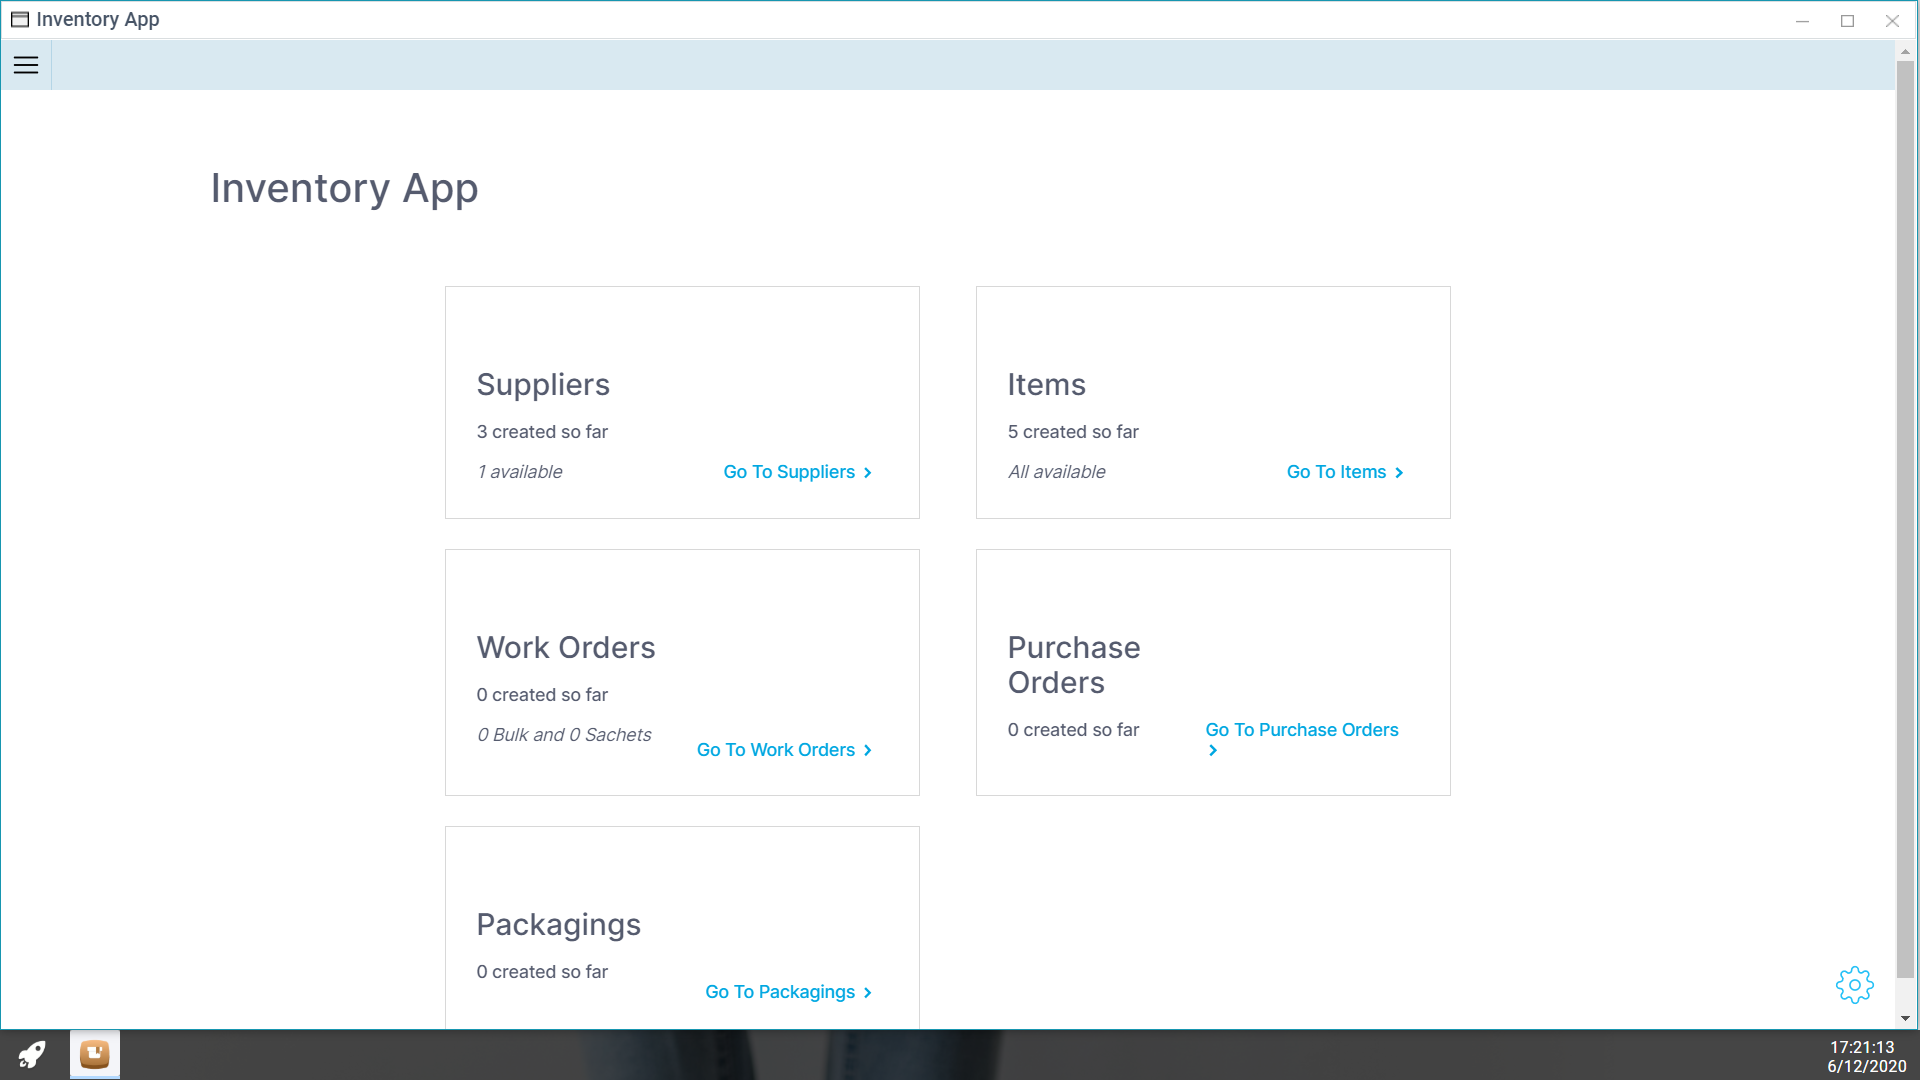 Inventory App
Inventory App
Suppliers
3 created so far
1 available
Go To Suppliers
Items
5 created so far
All available
Go To Items
Work Orders
0 created so far
0 Bulk and 0 Sachets
Go To Work Orders
Purchase
Orders
0 created so far
Go To Purchase Orders
Packagings
0 created so far
Go To Packagings
17:21:13
6/12/2020